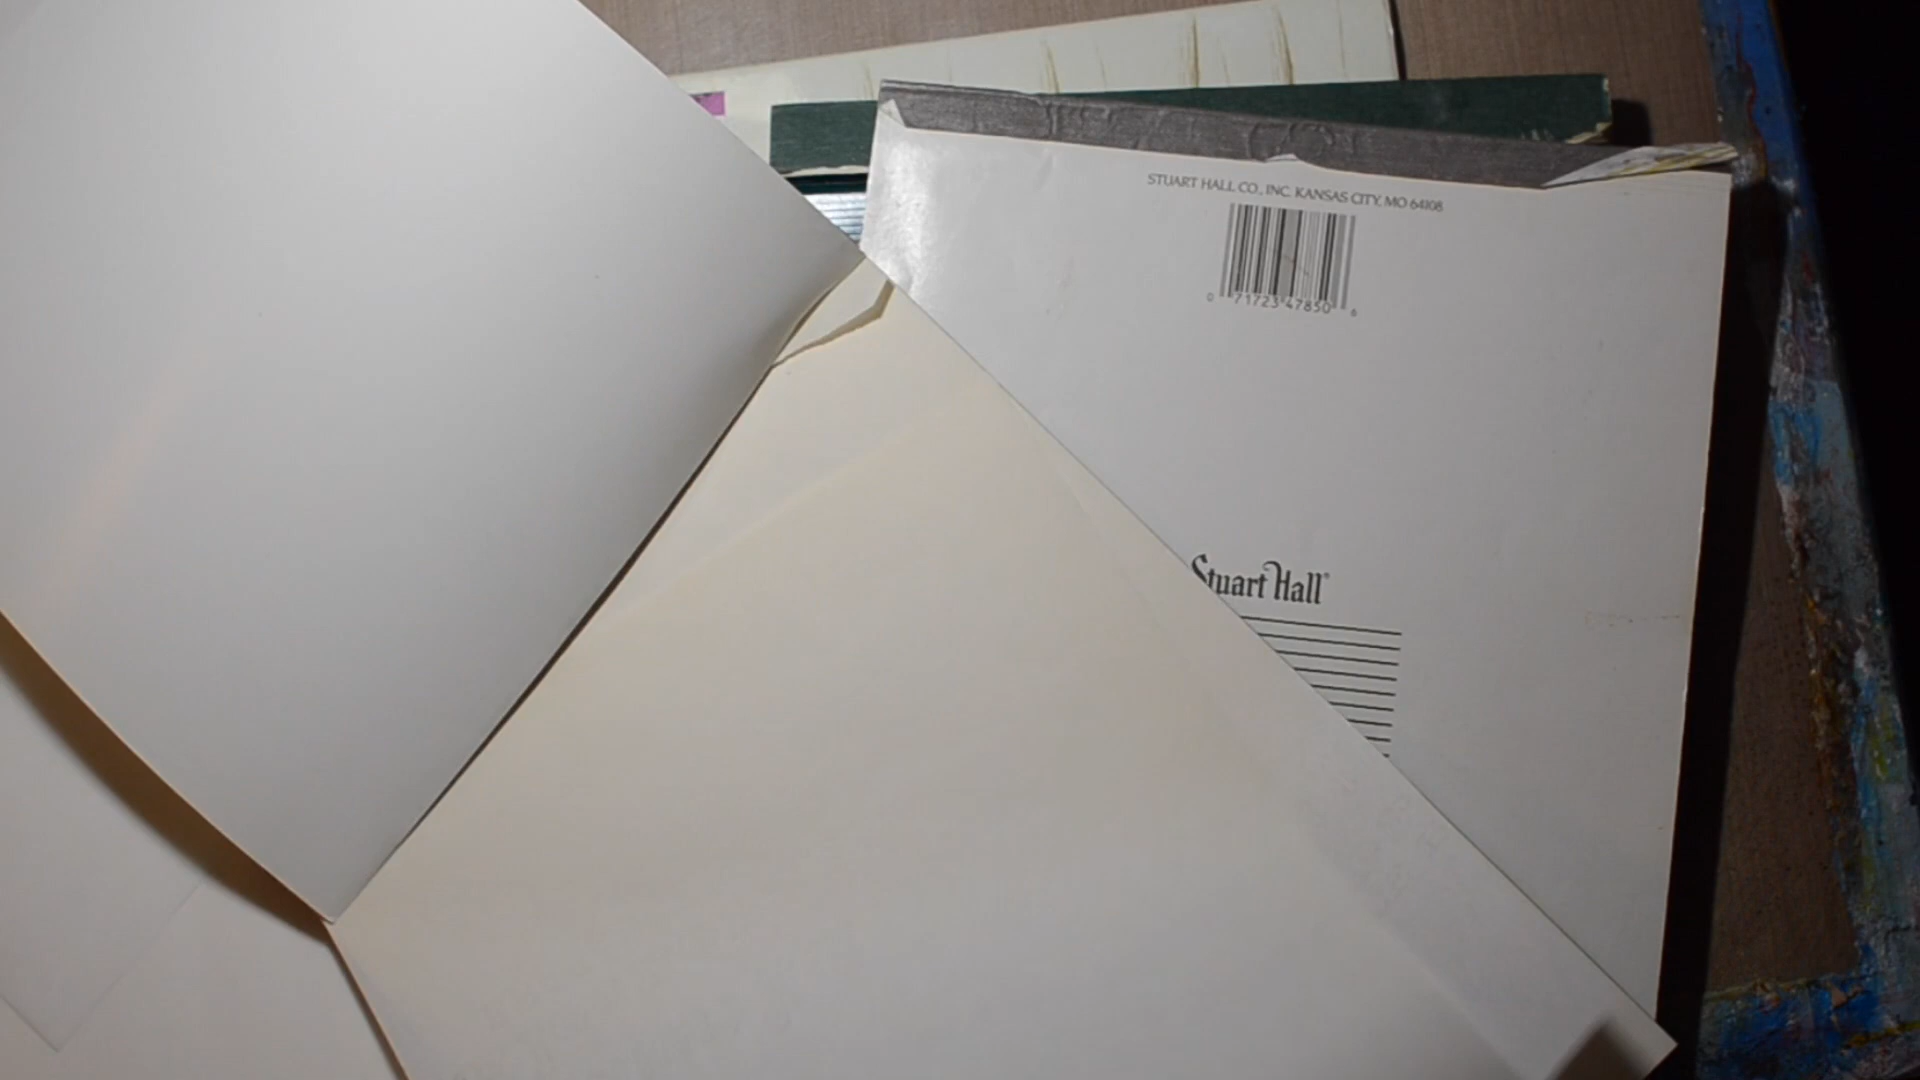 STUART HALL CO., INC. KANSAS CITY, MO 64108
0 71723 47850 6
Stuart Hall®